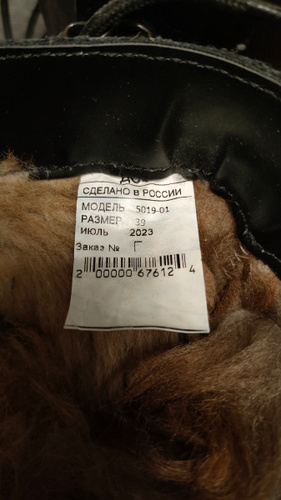 СДЕЛАНО В РОССИИ
МОДЕЛЬ 5019-01
РАЗМЕР 39
ИЮЛЬ 2023
Заказ № Г
2 000000 67612 4